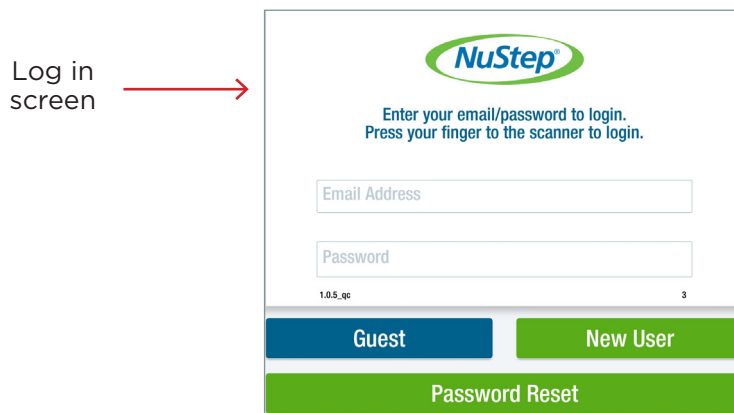 Log in
screen
NuStep®
Enter your email/password to login.
Press your finger to the scanner to login.
Email Address
Password
1.0.5_qc 3
Guest New User
Password Reset